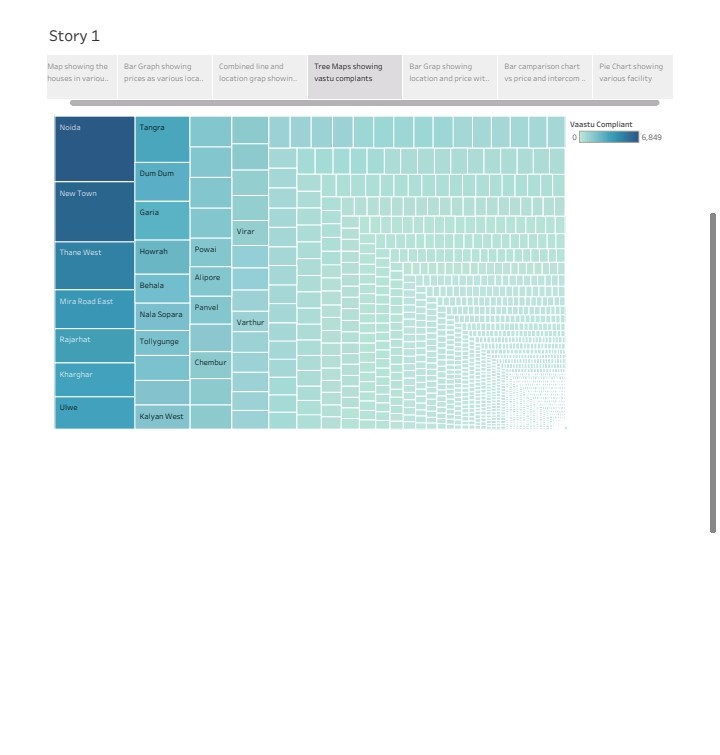 Story 1
Map showing the
houses in variou..
Bar Graph showing
prices as various loca..
Combined line and
location grap showin..
Tree Maps showing
vastu complants
Bar Grap showing
location and price wit..
Bar camparison chart
vs price and intercom ..
Pie Chart showing
various facility
Noida
New Town
Thane West
Mira Road East
Rajarhat
Kharghar
Ulwe
Tangra
Dum Dum
Garia
Howrah
Behala
Nala Sopara
Tollygunge
Kalyan West
Powai
Alipore
Panvel
Chembur
Virar
Varthur
Vaastu Compliant
0 6,849